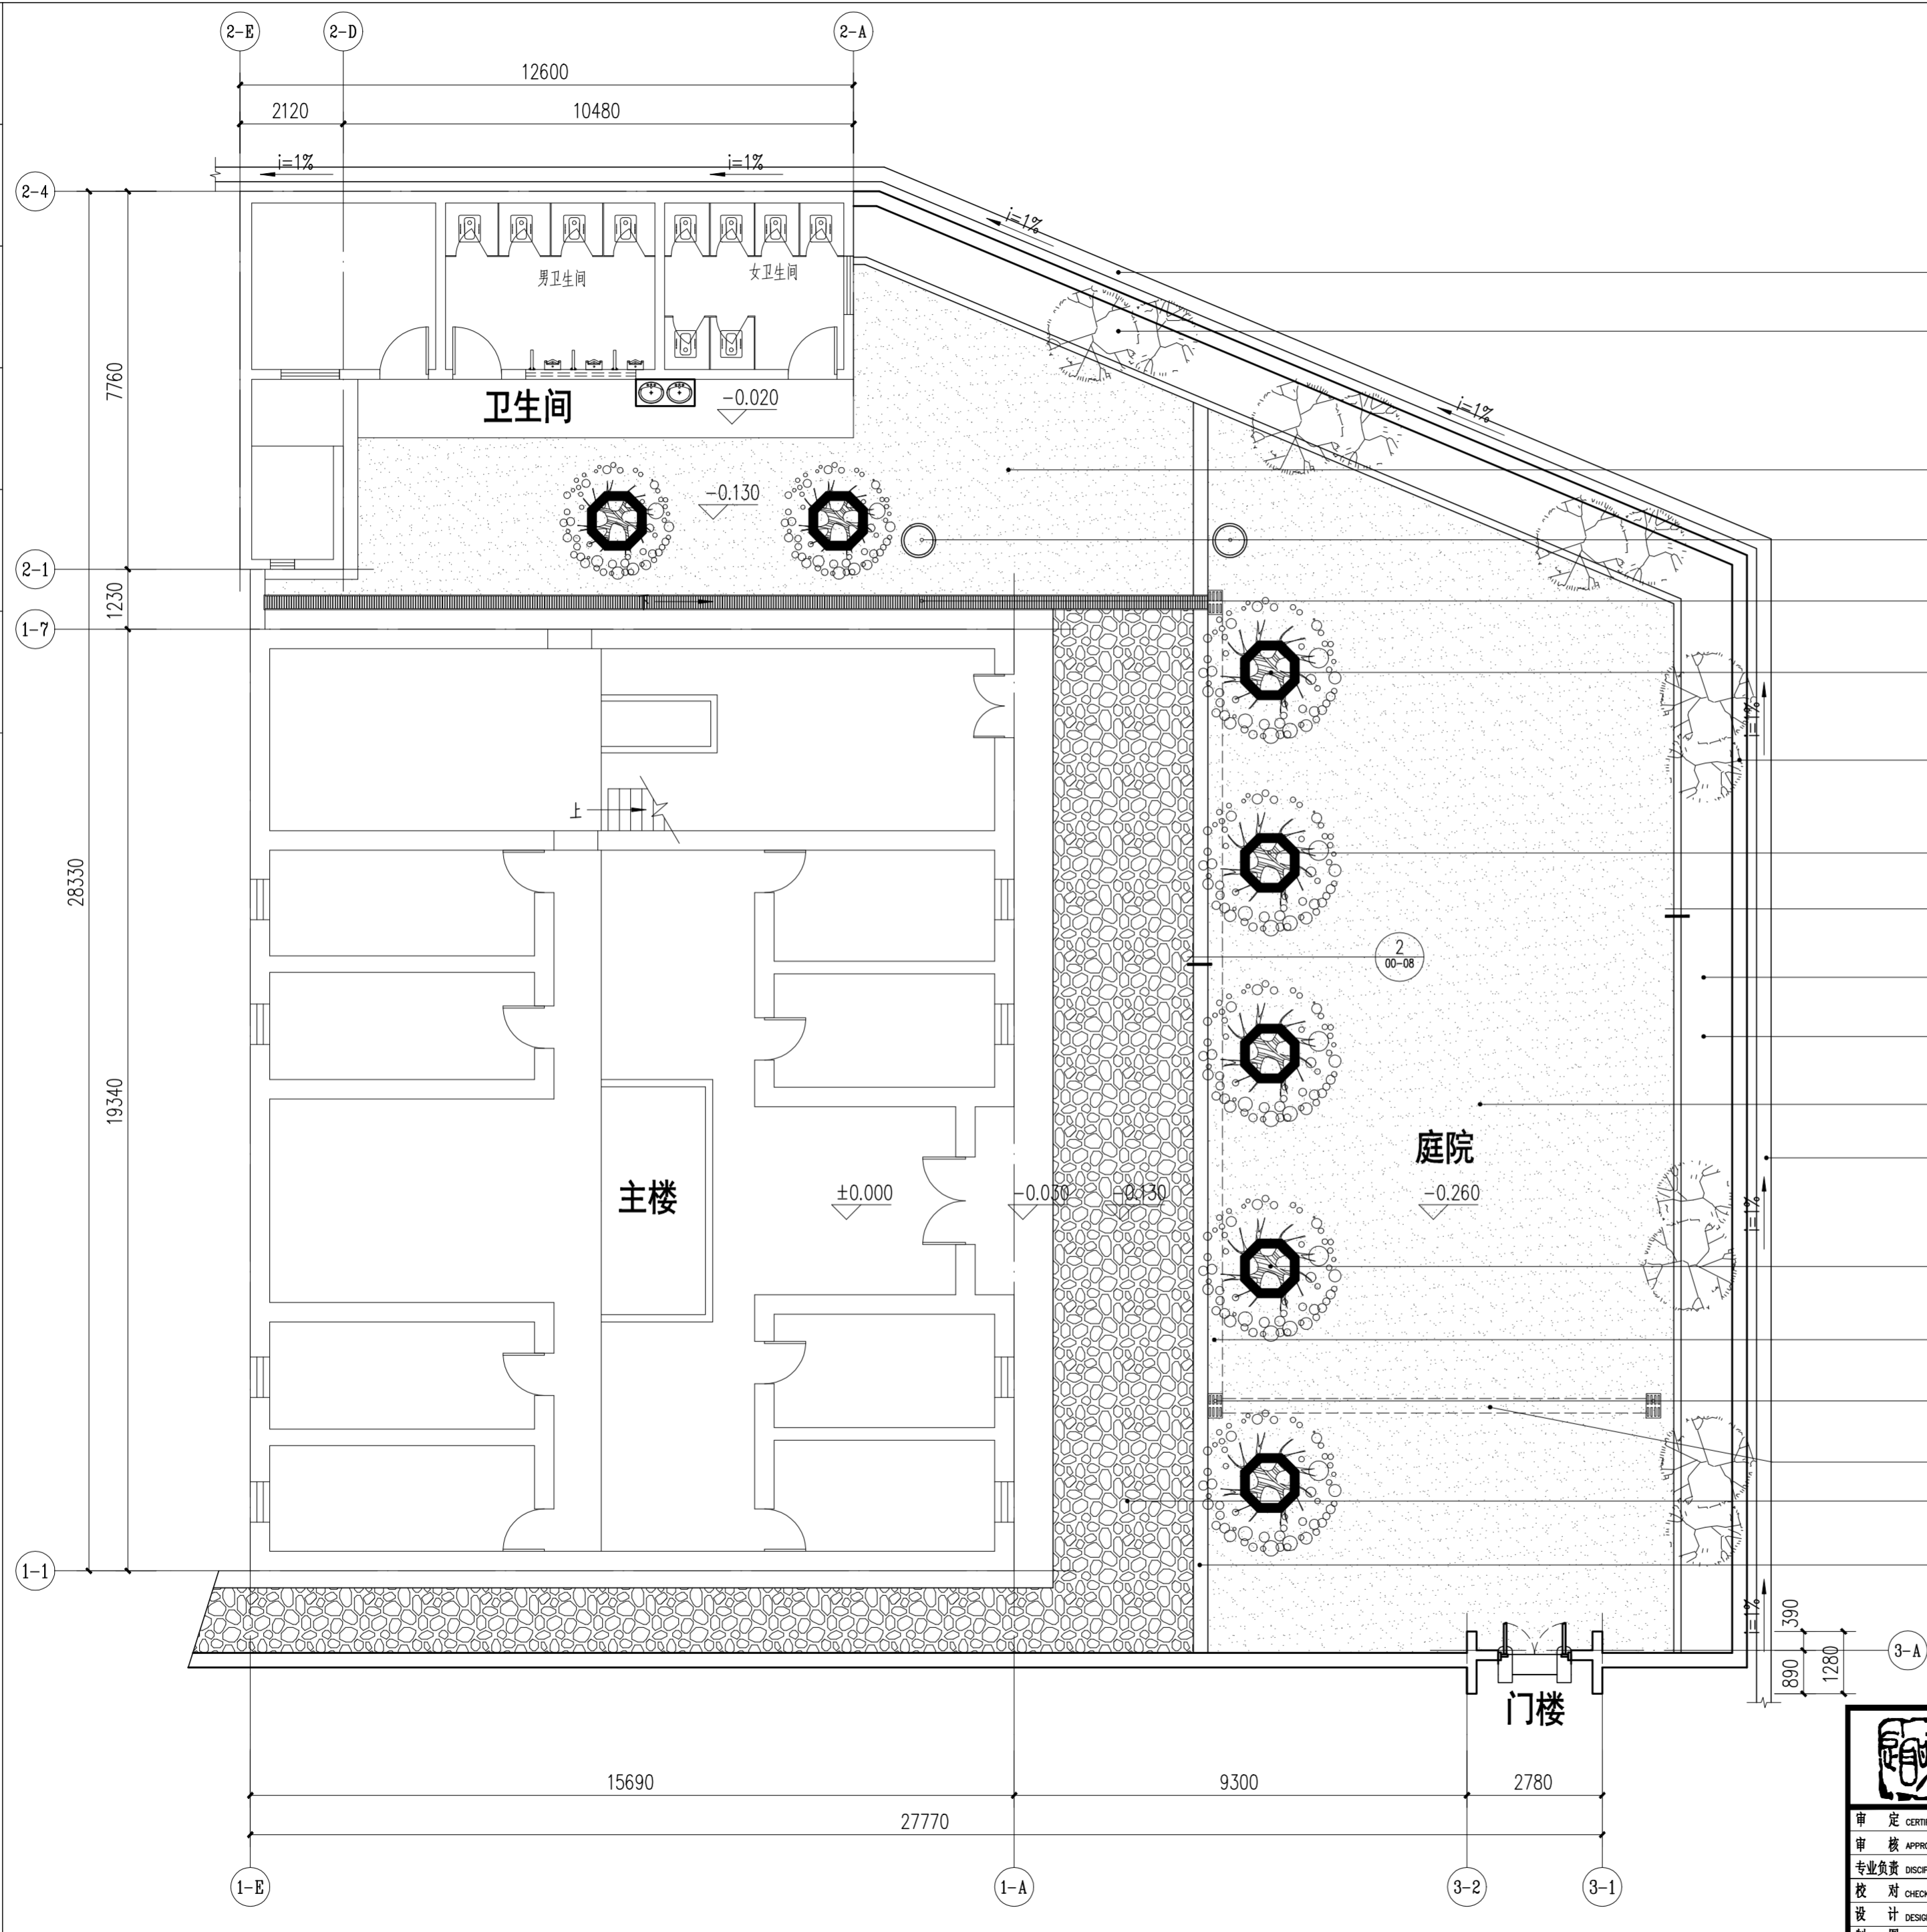 2-E
2-D
2-A
12600
2120
10480
i=1%
i=1%
2-4
i=1%
男卫生间
女卫生间
7760
卫生间
-0.020
i=1%
-0.130
2-1
1230
1-7
i=1%
上
28330
2
00-08
19340
庭院
主楼
±0.000
-0.030
-0.130
-0.260
i=1%
1-1
i=1%
390
3-A
890
1280
门楼
15690
9300
2780
27770
1-E
1-A
3-2
3-1
审 定
审 核
专业负责
校 对
设 计